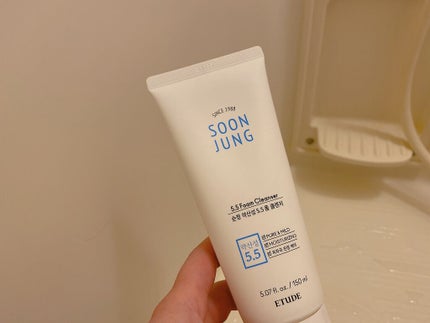 SINCE 1985
SOON
JUNG
5.5 Foam Cleanser
순정 약산성 5.5 폼 클렌저
약산성
5.5
PURE & MILD
MOISTURIZING
5.07 fl. oz. / 150 ml
ETUDE